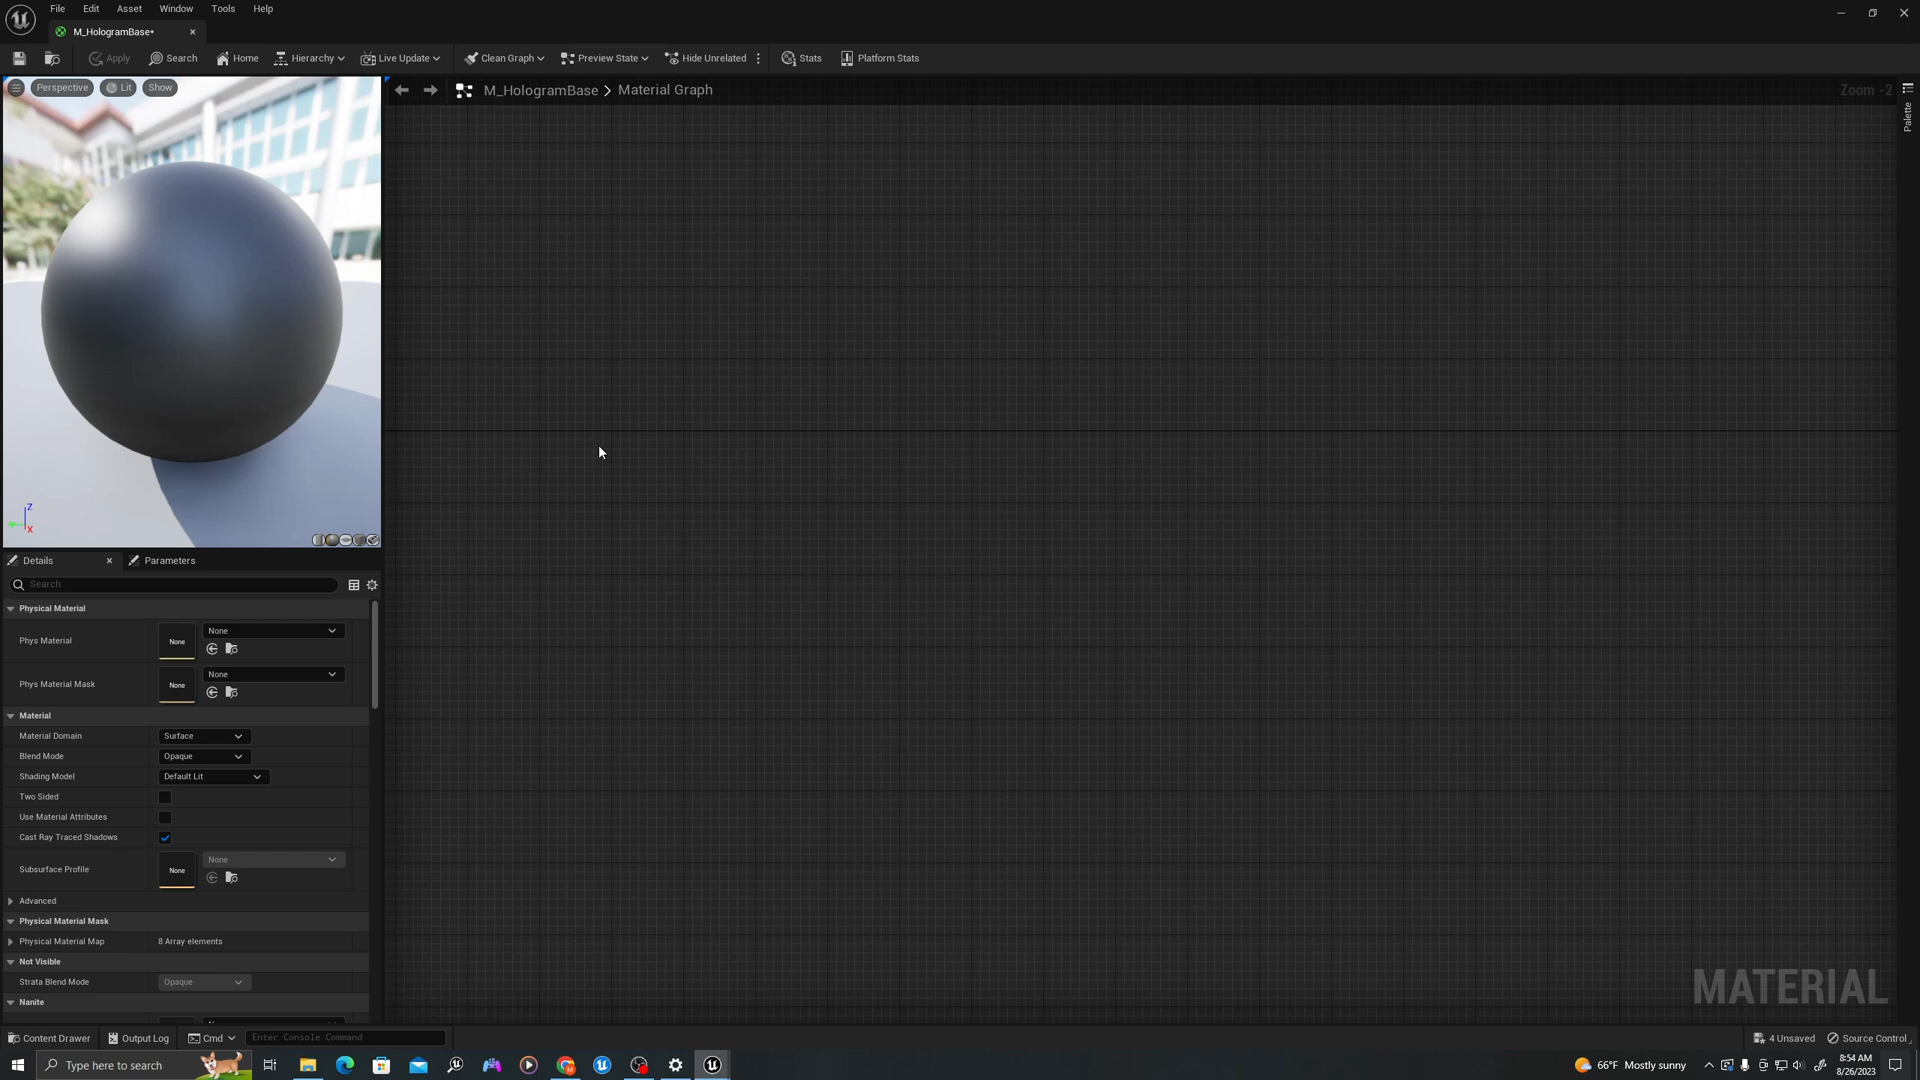 File Edit Asset Window Tools Help
M_HologramBase•
Apply Search Home Hierarchy Live Update Clean Graph Preview State Hide Unrelated Stats Platform Stats
Perspective Lit Show
M_HologramBase > Material Graph Zoom -2
Palette
Z
X
Details Parameters
Search
Physical Material
Phys Material None None
Phys Material Mask None None
Material
Material Domain Surface
Blend Mode Opaque
Shading Model Default Lit
Two Sided
Use Material Attributes
Cast Ray Traced Shadows
Subsurface Profile None None
Advanced
Physical Material Mask
Physical Material Map 8 Array elements
Not Visible
Strata Blend Mode Opaque
Nanite
MATERIAL
Content Drawer Output Log Cmd Enter Console Command 4 Unsaved Source Control
Type here to search 66°F Mostly sunny 8:54 AM
8/26/2023